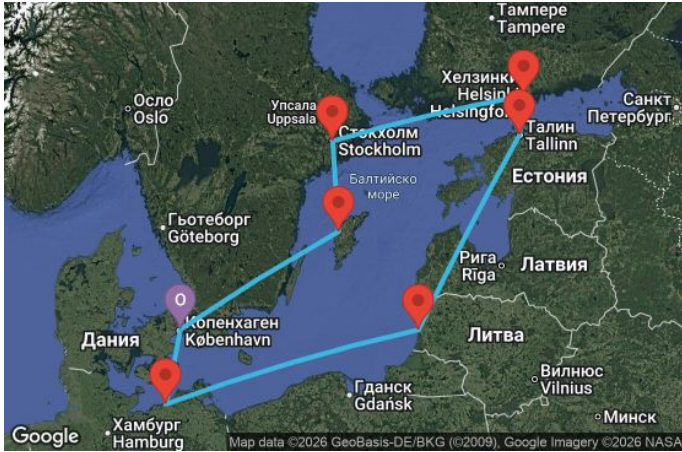 Тампере
Tampere
Осло
Oslo
Упсала
Uppsala
Хелзинки
Helsinki
Helsingfo
Санкт
Петербург
Стокхолм
Stockholm
Талин
Tallinn
Балтийско
море
Естония
Гьотеборг
Göteborg
Рига
Rīga
Латвия
O
Копенхаген
København
Дания
Литва
Вилнюс
Vilnius
Гданск
Gdańsk
Минск
Хамбург
Hamburg
Google
Map data ©2026 GeoBasis-DE/BKG (©2009), Google Imagery ©2026 NASA